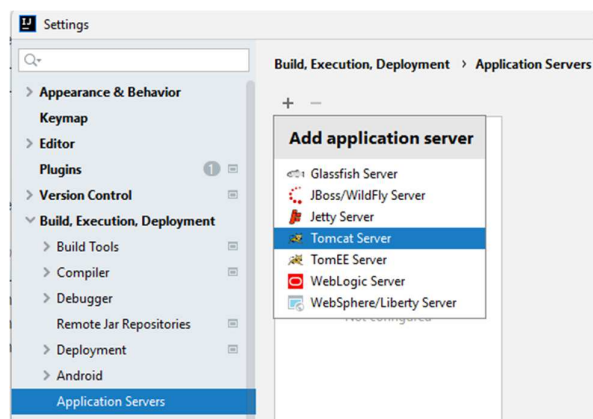 Settings
Build, Execution, Deployment › Application Servers
Appearance & Behavior
Keymap
Editor
Plugins 1
Version Control
Build, Execution, Deployment
Build Tools
Compiler
Debugger
Remote Jar Repositories
Deployment
Android
Application Servers
Add application server
Glassfish Server
JBoss/WildFly Server
Jetty Server
Tomcat Server
TomEE Server
WebLogic Server
WebSphere/Liberty Server
Not configured